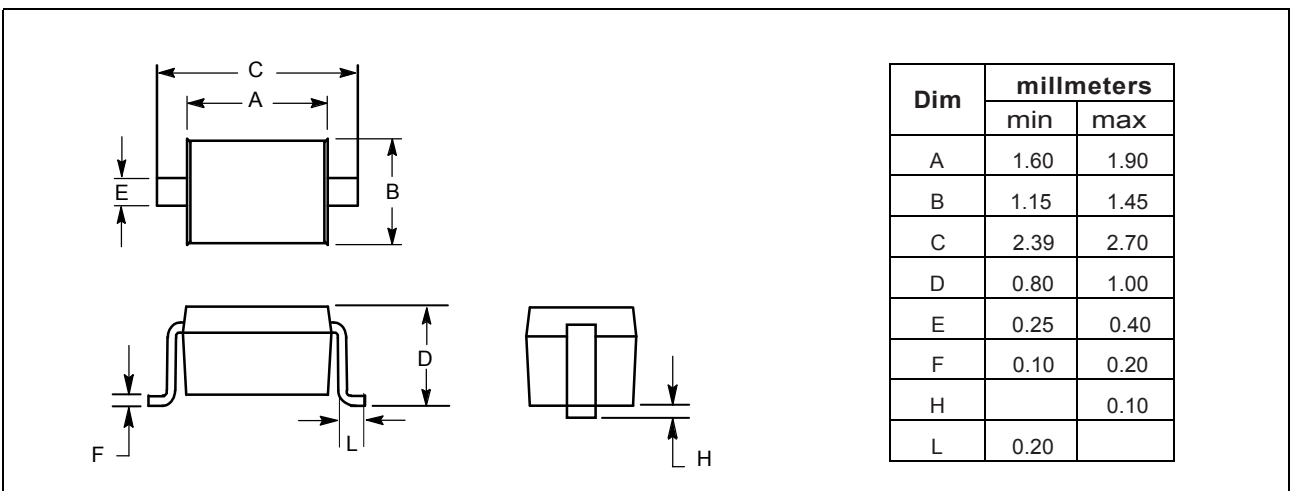 C
A
E
B
D
F
L
H
Dim millmeters
min max
A 1.60 1.90
B 1.15 1.45
C 2.39 2.70
D 0.80 1.00
E 0.25 0.40
F 0.10 0.20
H 0.10
L 0.20